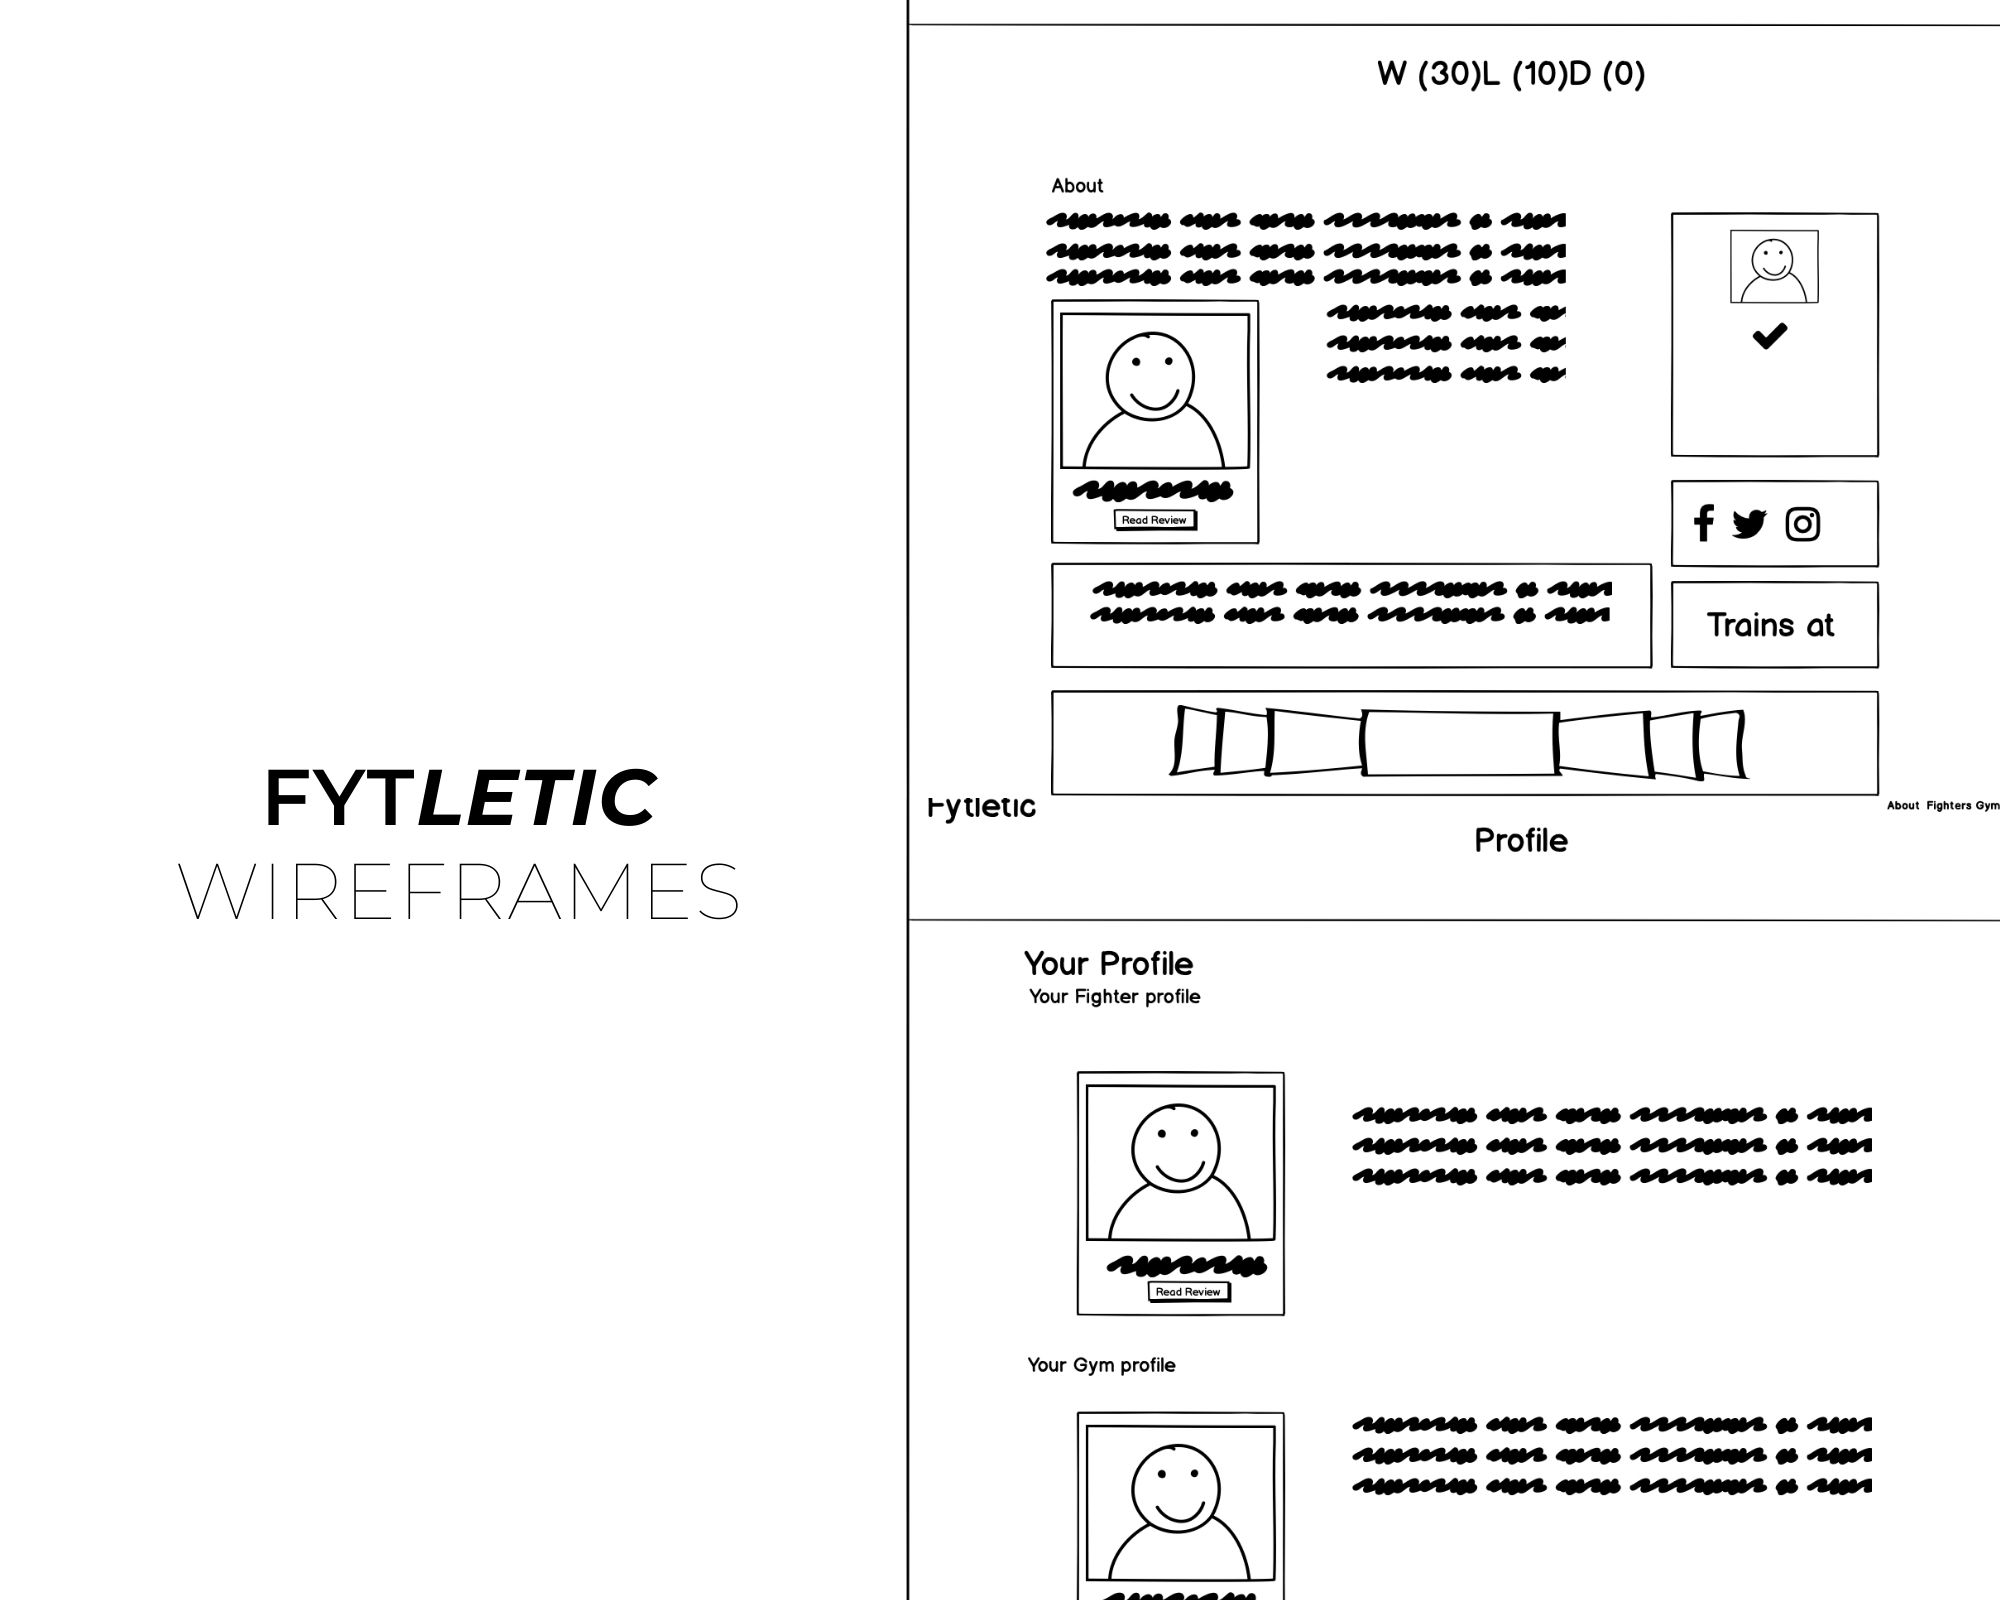 FYTLETIC
WIREFRAMES
W (30)L (10)D (0)
About
Read Review
Trains at
Fytletic
About Fighters Gym
Profile
Your Profile
Your Fighter profile
Read Review
Your Gym profile